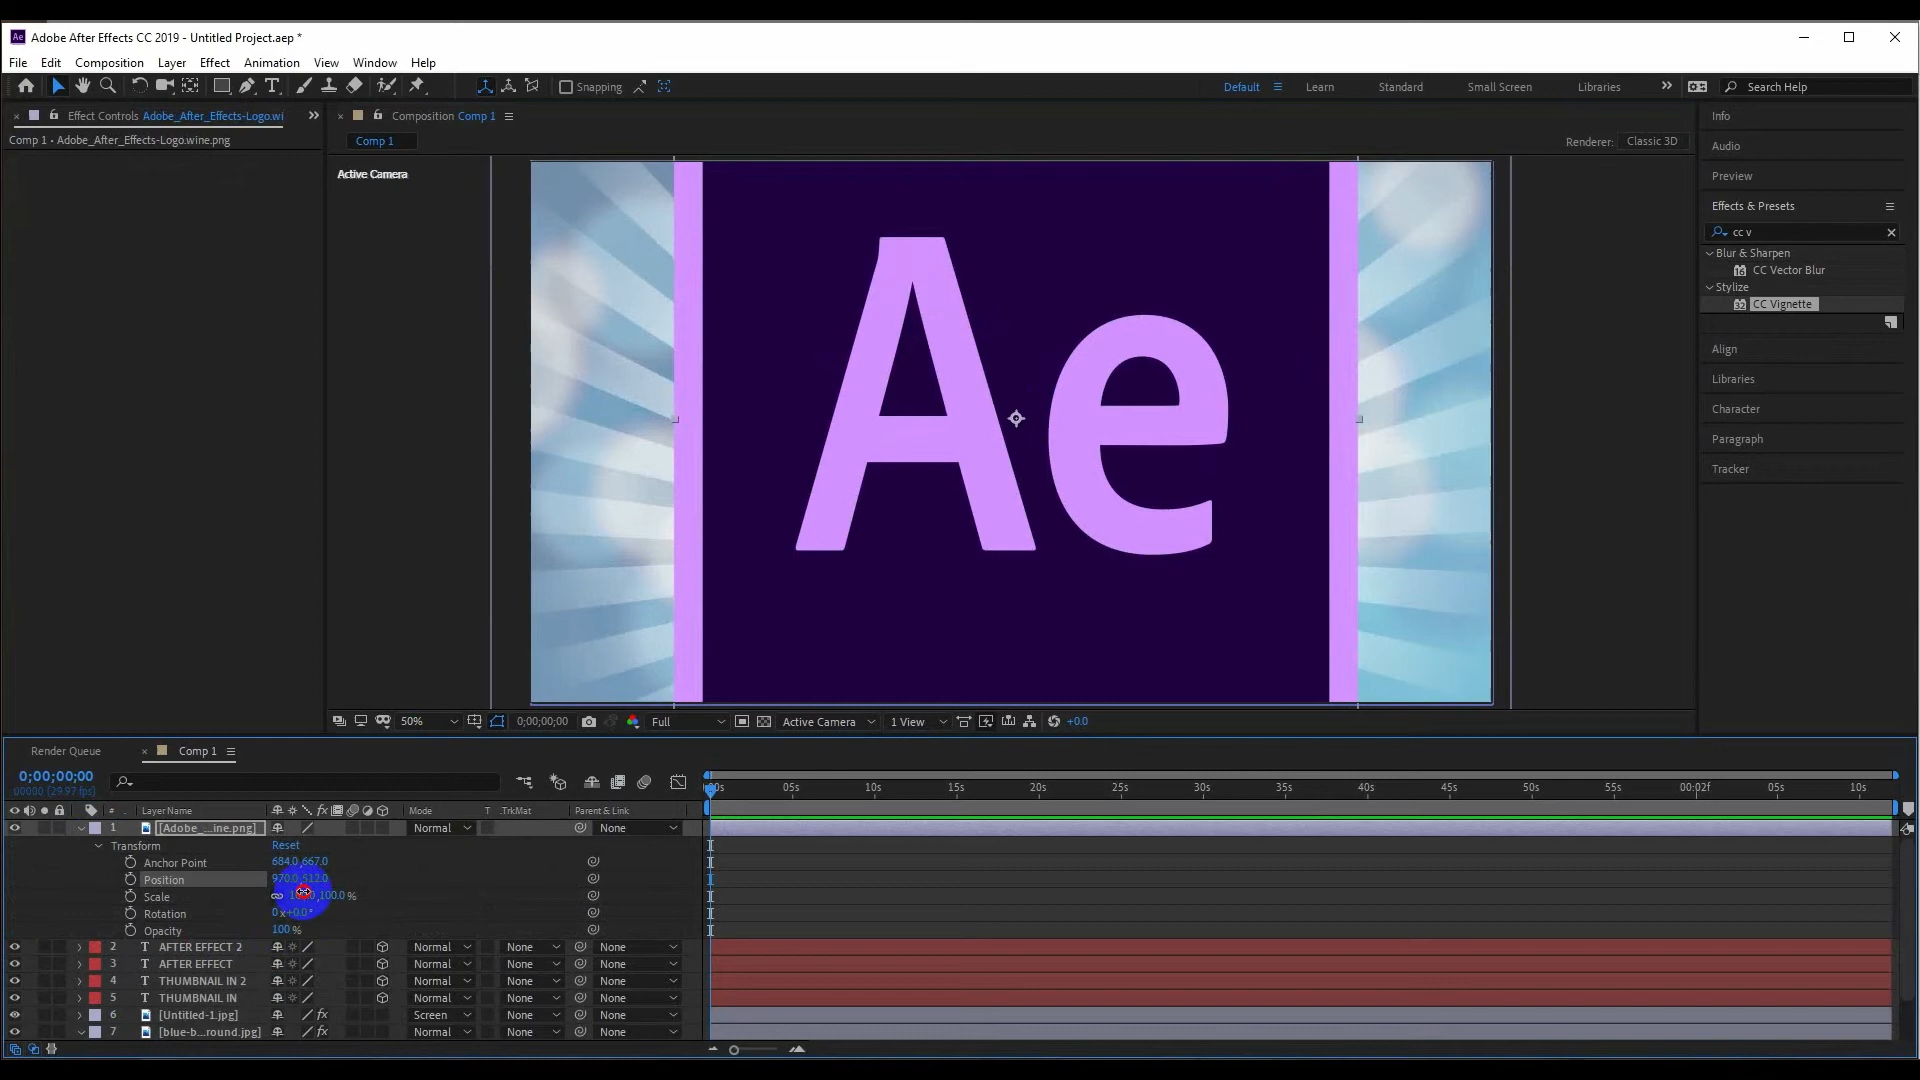 Adobe After Effects CC 2019 - Untitled Project.aep *
File Edit Composition Layer Effect Animation View Window Help
Snapping Default Learn Standard Small Screen Libraries Search Help
Effect Controls Adobe_After_Effects-Logo.wi
Comp 1 • Adobe_After_Effects-Logo.wine.png
Composition Comp 1
Comp 1
Renderer: Classic 3D
Active Camera
Ae
Info
Audio
Preview
Effects & Presets
cc v
Blur & Sharpen
CC Vector Blur
Stylize
CC Vignette
Align
Libraries
Character
Paragraph
Tracker
50% 0;00;00;00 Full Active Camera 1 View +0.0
Render Queue Comp 1
0;00;00;00
00000 (29.97 fps)
05s 10s 15s 20s 25s 30s 35s 40s 45s 50s 55s 00:02f 05s 10s
# Layer Name Mode T .TrkMat Parent & Link
1 [Adobe_...ine.png] Normal None
Transform Reset
Anchor Point 684.0,667.0
Position 970.0,512.0
Scale ,100.0 %
Rotation 0x+0.0°
Opacity 100 %
2 T AFTER EFFECT 2 Normal None None
3 T AFTER EFFECT Normal None None
4 T THUMBNAIL IN 2 Normal None None
5 T THUMBNAIL IN Normal None None
6 [Untitled-1.jpg] fx Screen None None
7 [blue-b...round.jpg] fx Normal None None